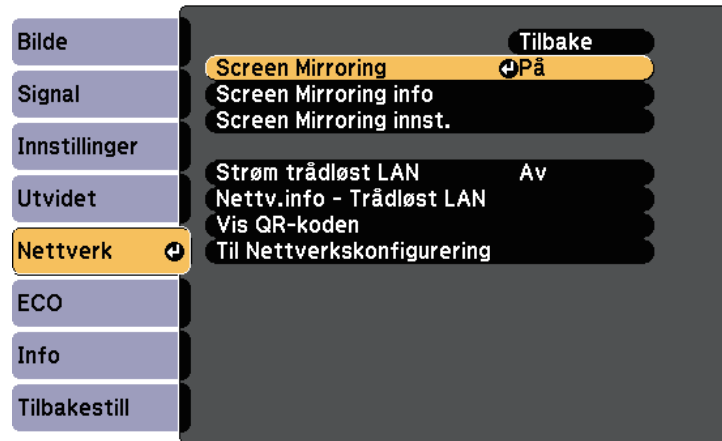 Bilde
Signal
Innstillinger
Utvidet
Nettverk
ECO
Info
Tilbakestill
Tilbake
Screen Mirroring På
Screen Mirroring info
Screen Mirroring innst.
Strøm trådløst LAN Av
Nettv.info - Trådløst LAN
Vis QR-koden
Til Nettverkskonfigurering